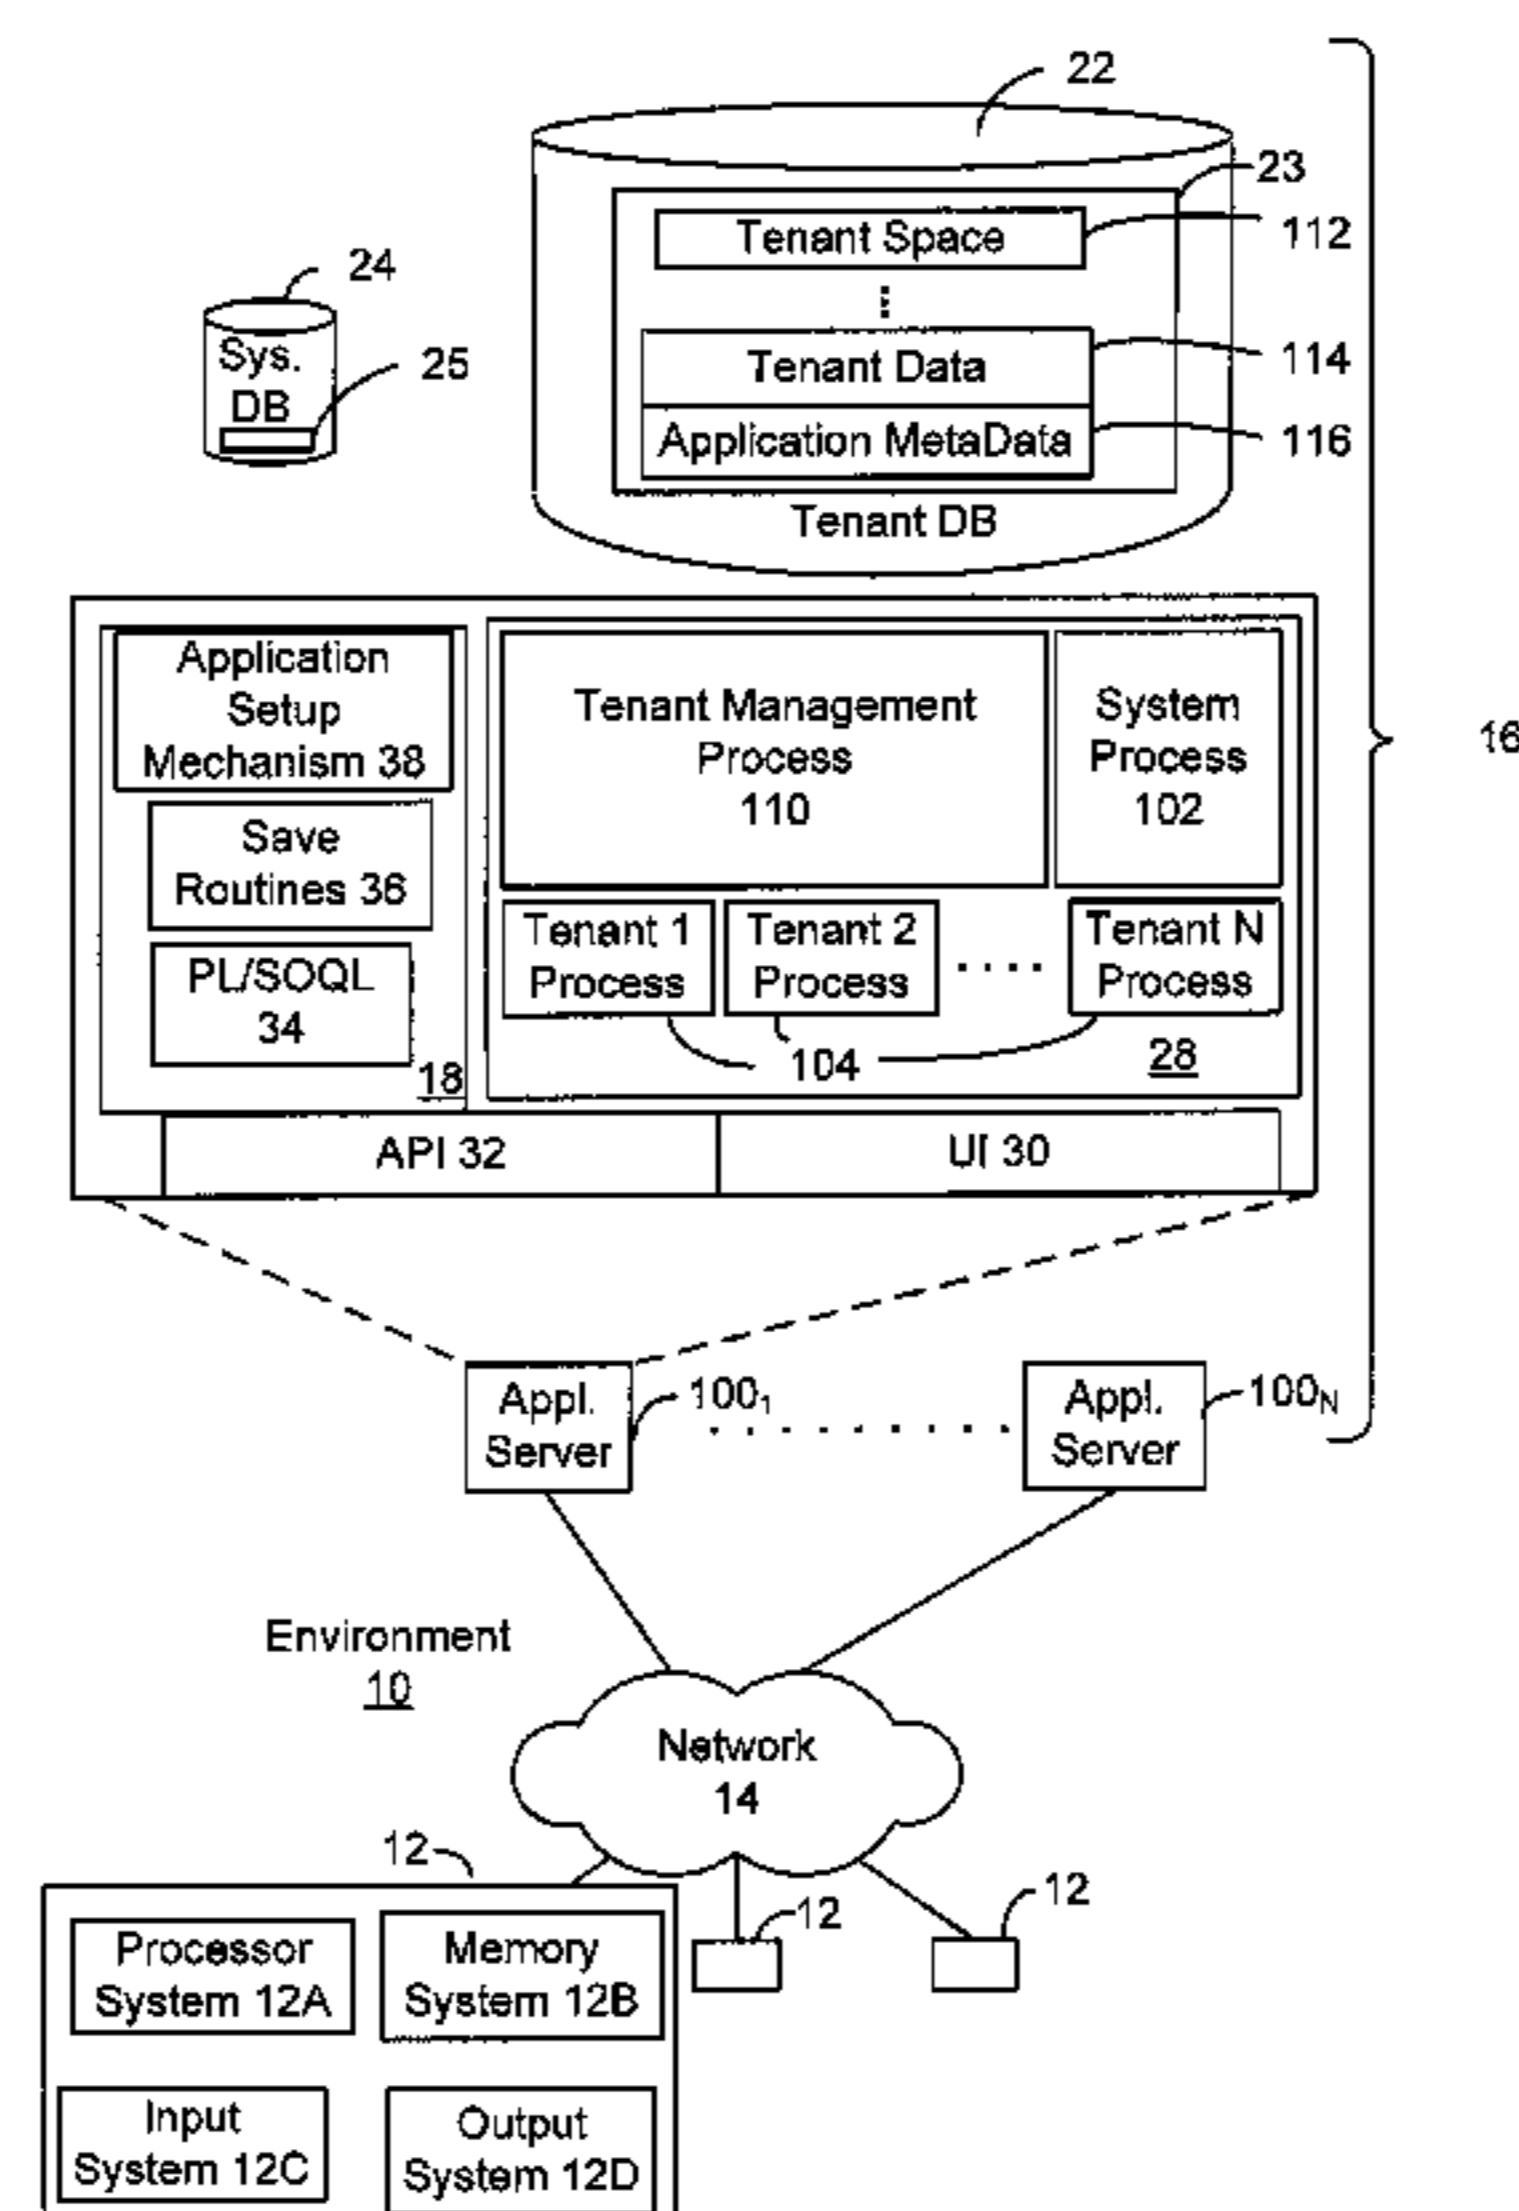 22
23
Tenant Space
112
24
Sys.
DB
25
Tenant Data
114
Application MetaData
116
Tenant DB
Application
Setup
Mechanism 38
Tenant Management
Process
110
System
Process
102
16
Save
Routines 36
Tenant 1
Process
Tenant 2
Process
Tenant N
Process
PL/SOQL
34
18
104
28
API 32
UI 30
Appl.
Server
100₁
Appl.
Server
100ₙ
Environment
10
Network
14
12
12
12
Processor
System 12A
Memory
System 12B
Input
System 12C
Output
System 12D